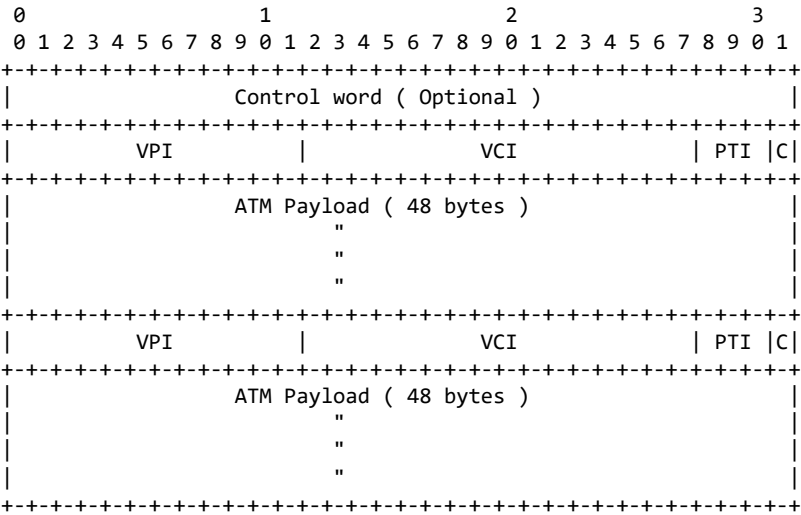 0                   1                   2                   3
 0 1 2 3 4 5 6 7 8 9 0 1 2 3 4 5 6 7 8 9 0 1 2 3 4 5 6 7 8 9 0 1
+-+-+-+-+-+-+-+-+-+-+-+-+-+-+-+-+-+-+-+-+-+-+-+-+-+-+-+-+-+-+-+-+
|                  Control word ( Optional )                    |
+-+-+-+-+-+-+-+-+-+-+-+-+-+-+-+-+-+-+-+-+-+-+-+-+-+-+-+-+-+-+-+-+
|          VPI          |              VCI              | PTI |C|
+-+-+-+-+-+-+-+-+-+-+-+-+-+-+-+-+-+-+-+-+-+-+-+-+-+-+-+-+-+-+-+-+
|                  ATM Payload ( 48 bytes )                     |
|                          "                                    |
|                          "                                    |
|                          "                                    |
+-+-+-+-+-+-+-+-+-+-+-+-+-+-+-+-+-+-+-+-+-+-+-+-+-+-+-+-+-+-+-+-+
|          VPI          |              VCI              | PTI |C|
+-+-+-+-+-+-+-+-+-+-+-+-+-+-+-+-+-+-+-+-+-+-+-+-+-+-+-+-+-+-+-+-+
|                  ATM Payload ( 48 bytes )                     |
|                          "                                    |
|                          "                                    |
|                          "                                    |
+-+-+-+-+-+-+-+-+-+-+-+-+-+-+-+-+-+-+-+-+-+-+-+-+-+-+-+-+-+-+-+-+